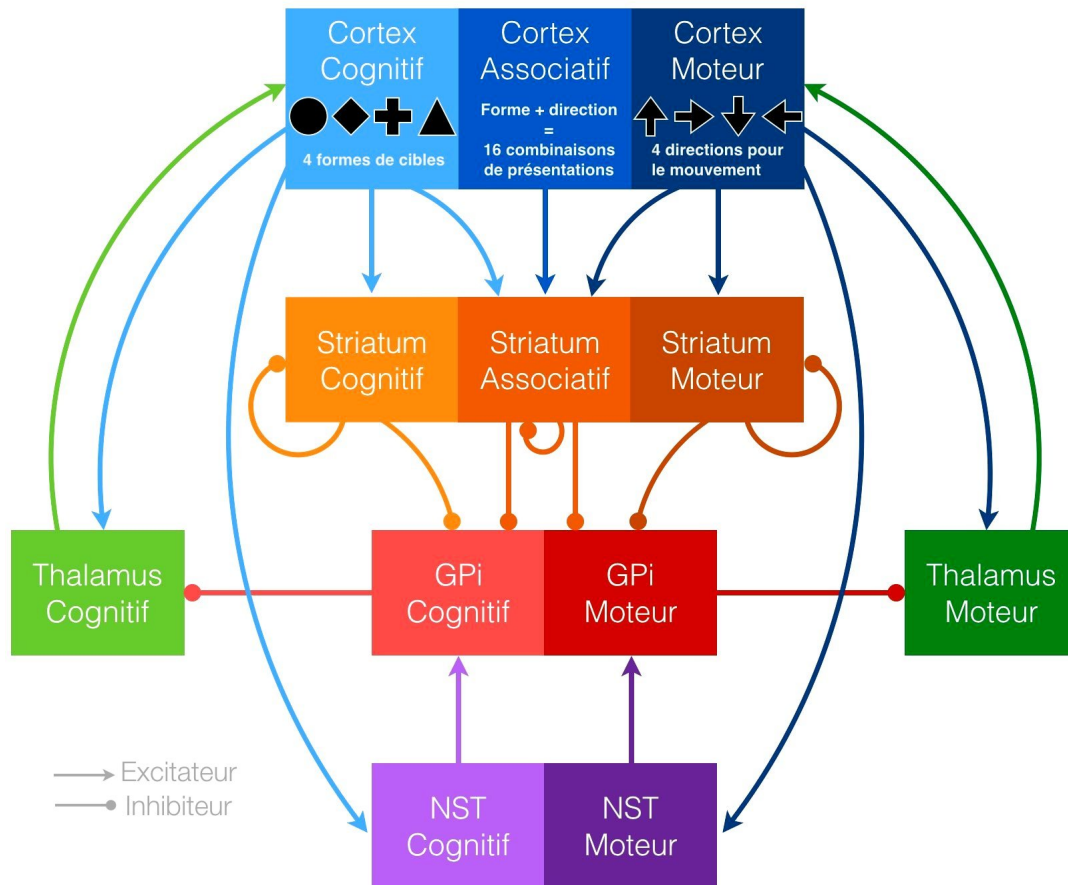 Cortex
Cognitif
4 formes de cibles
Cortex
Associatif
Forme + direction
=
16 combinaisons
de présentations
Cortex
Moteur
4 directions pour
le mouvement
Striatum
Cognitif
Striatum
Associatif
Striatum
Moteur
Thalamus
Cognitif
GPi
Cognitif
GPi
Moteur
Thalamus
Moteur
Excitateur
Inhibiteur
NST
Cognitif
NST
Moteur